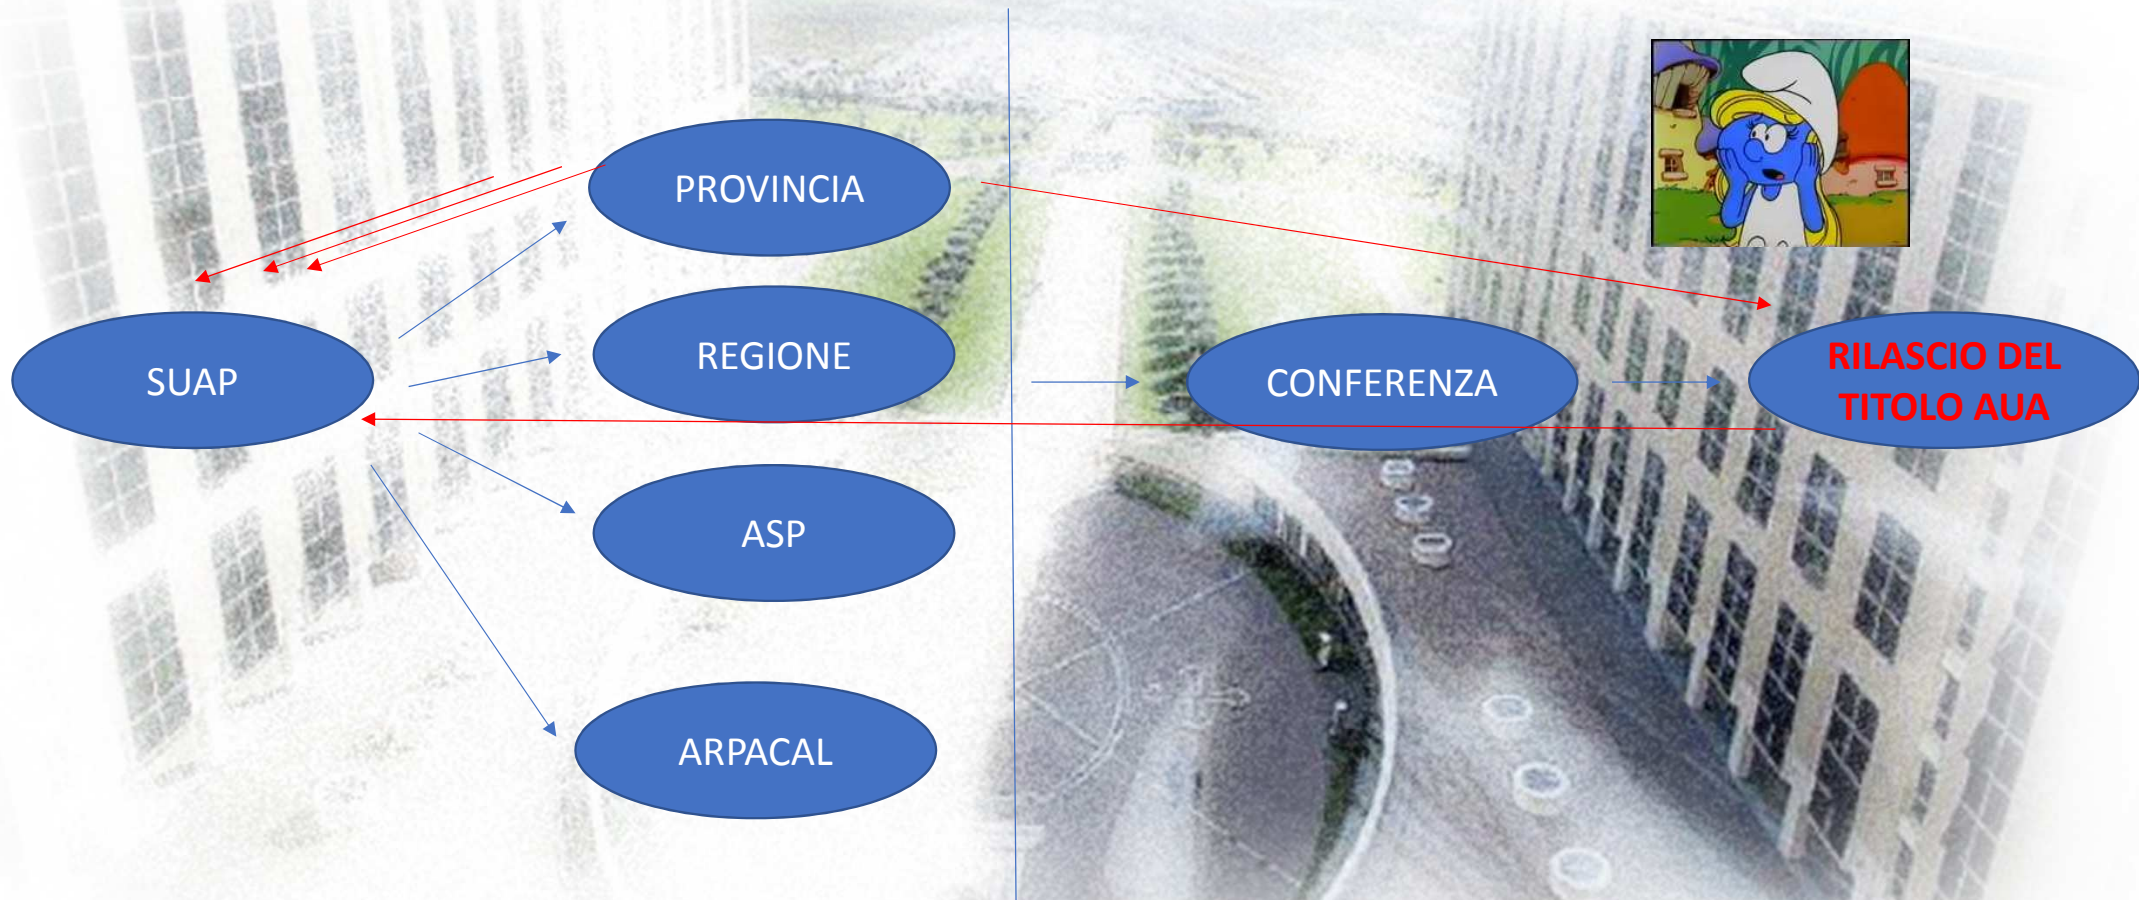 PROVINCIA
REGIONE
SUAP
CONFERENZA
RILASCIO DEL
TITOLO AUA
ASP
ARPACAL